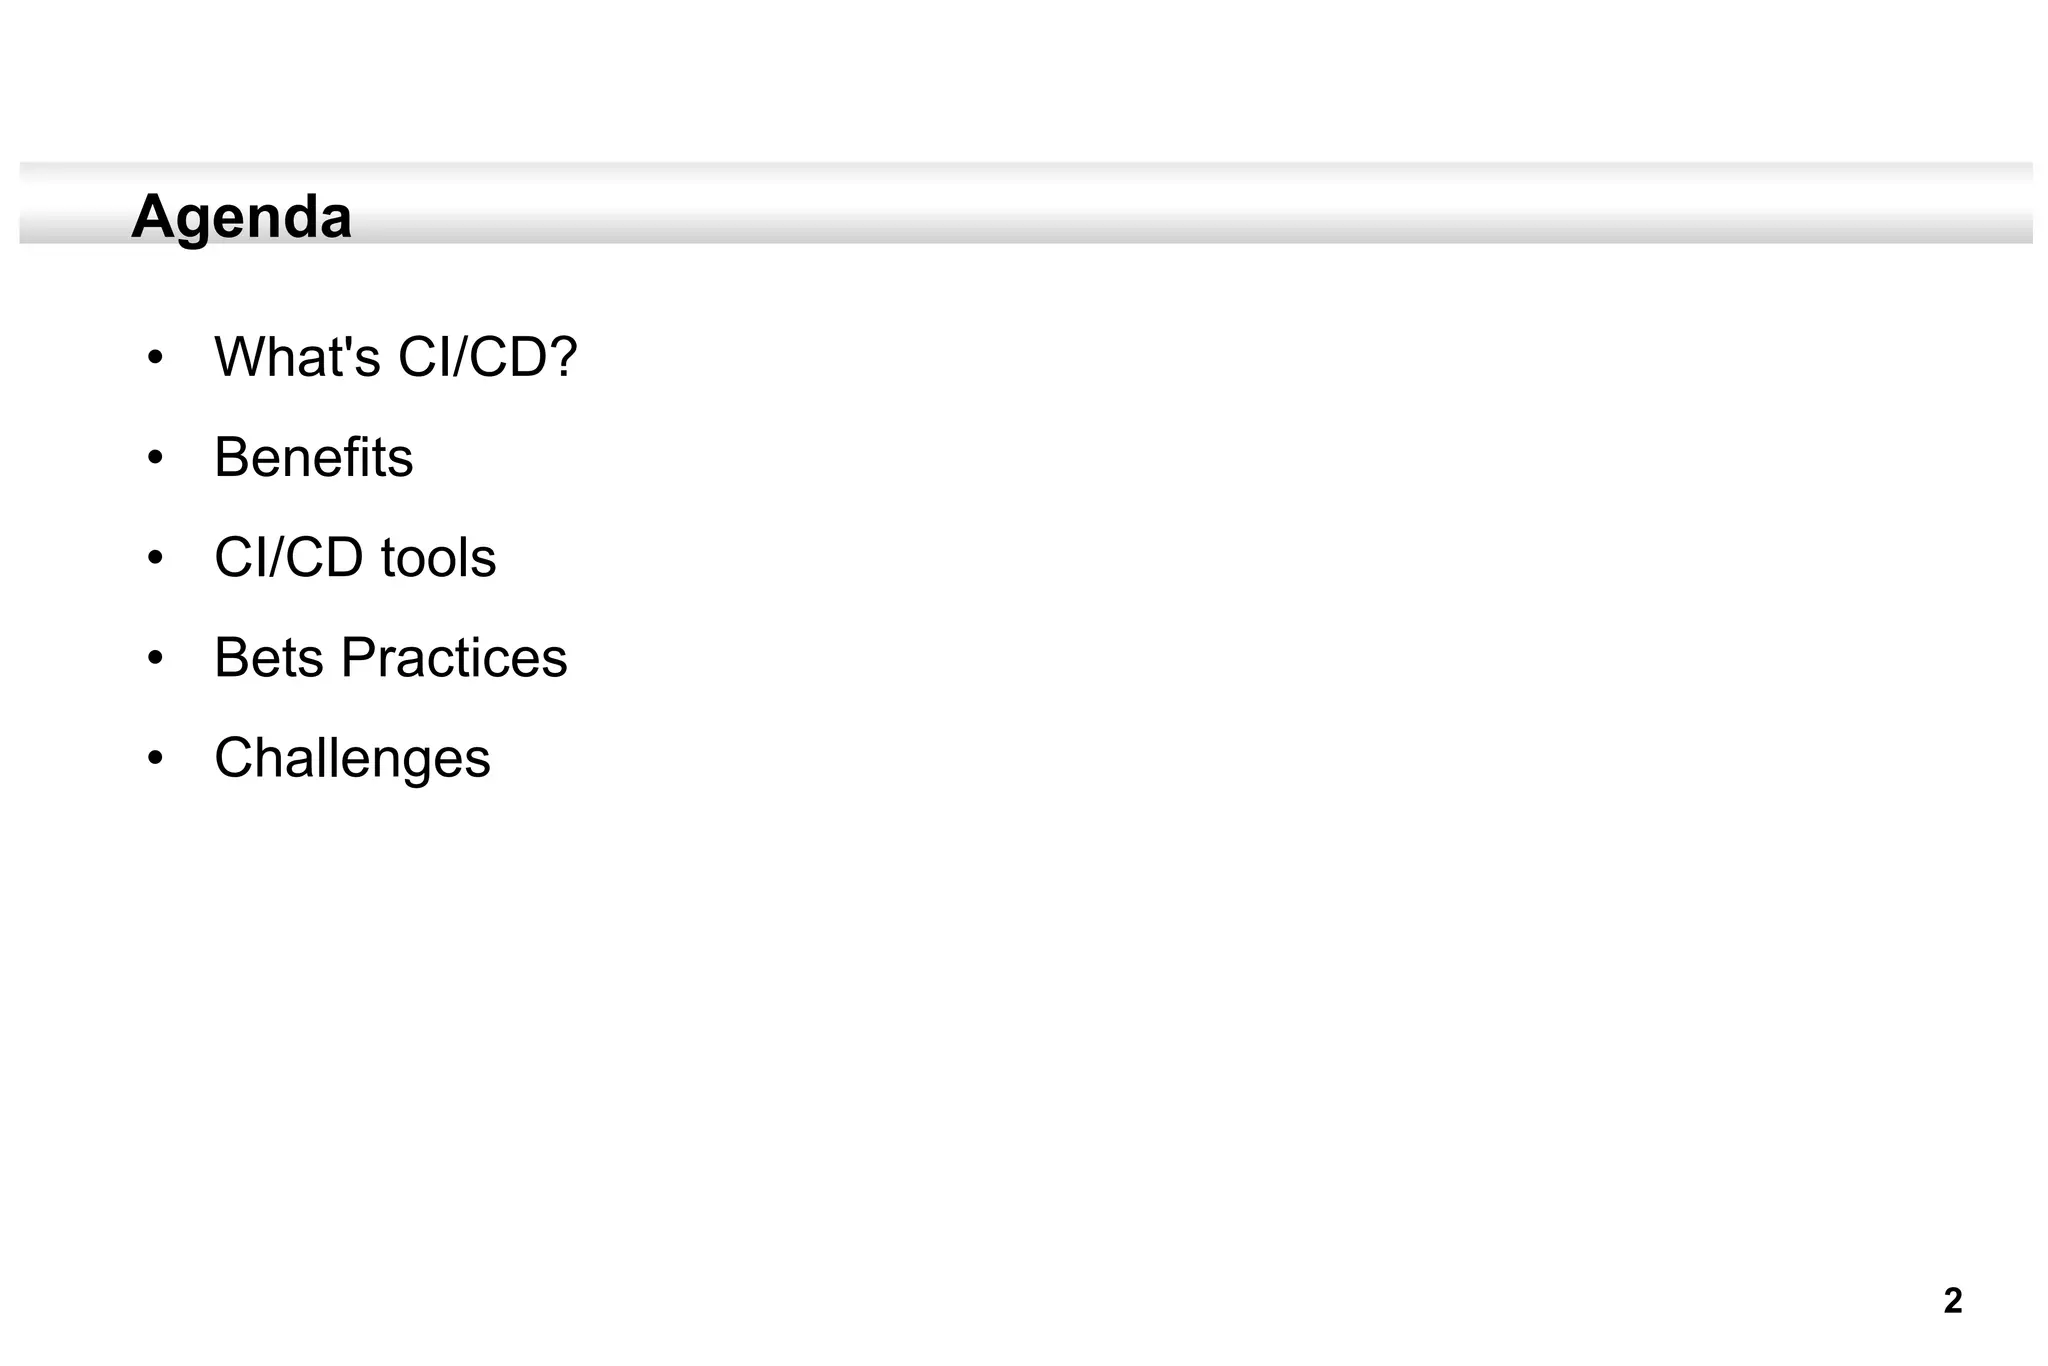 Agenda
• What's CI/CD?
• Benefits
• CI/CD tools
• Bets Practices
• Challenges
2